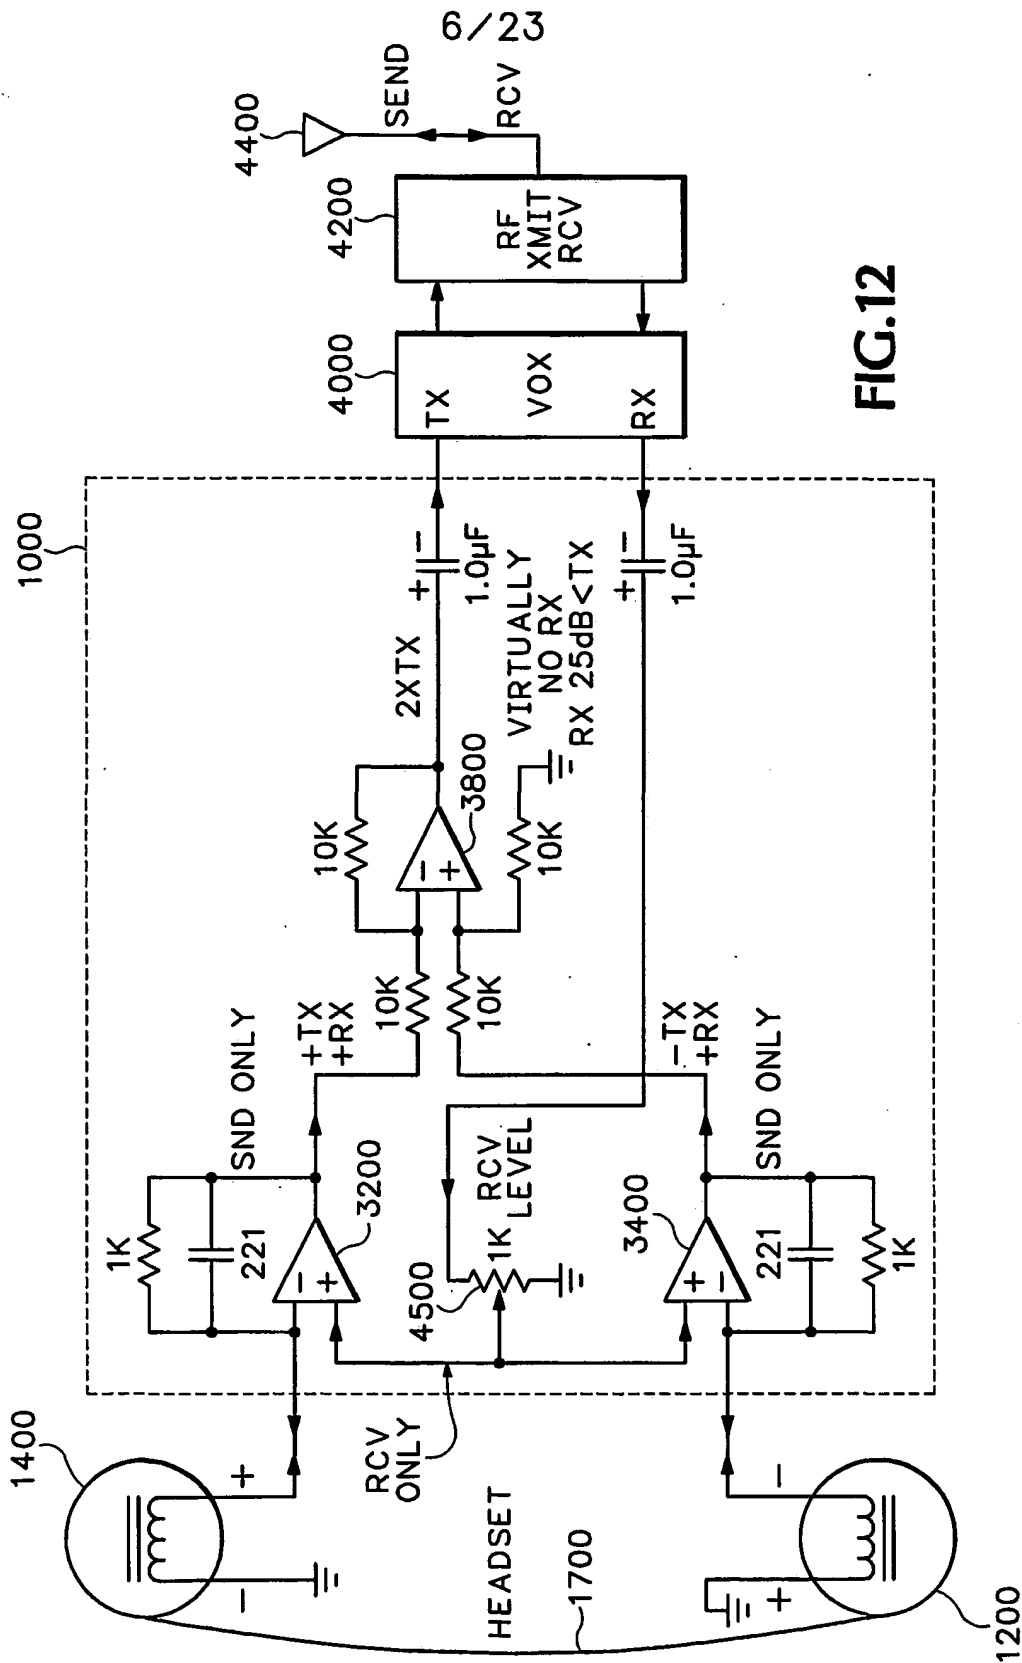 6/23
4400
SEND
RCV
4200
RF
XMIT
RCV
4000
TX
VOX
RX
FIG.12
1000
+ −
1.0µF
2XTX
VIRTUALLY
NO RX
RX 25dB<TX
+ −
1.0µF
10K
−
+
3800
10K
10K
10K
SND ONLY
+TX
+RX
−TX
+RX
SND ONLY
1K
221
−
+
3200
RCV
LEVEL
1K
4500
3400
+
−
221
1K
RCV
ONLY
1400
+
−
HEADSET
1700
−
+
1200